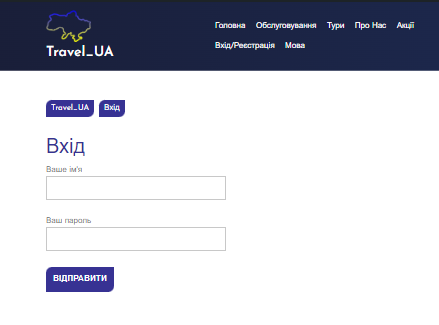 Travel_UA
Головна Обслуговування Тури Про Нас Акції
Вхід/Реєстрація Мова
Travel_UA Вхід
Вхід
Ваше ім'я
Ваш пароль
ВІДПРАВИТИ